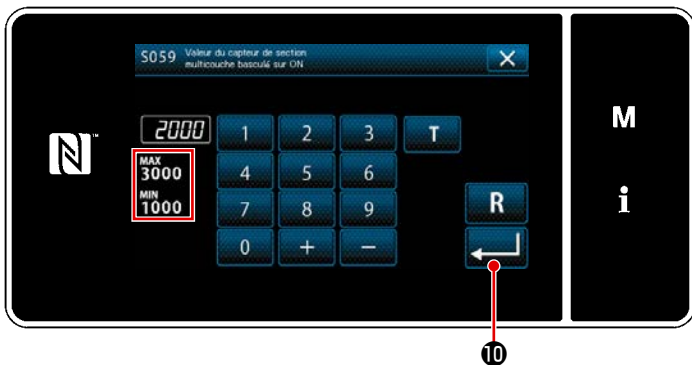 S059 Valeur du capteur de section
multicouche basculé sur ON
2000
1 2 3 T
MAX
3000
4 5 6
MIN
1000
7 8 9 R
0 + −
M
i
N™
❿